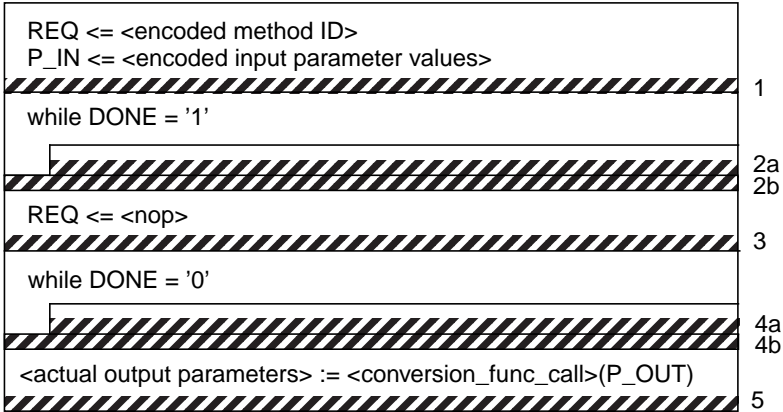 REQ <= <encoded method ID>
P_IN <= <encoded input parameter values>
1
while DONE = '1'
2a
2b
REQ <= <nop>
3
while DONE = '0'
4a
4b
<actual output parameters> := <conversion_func_call>(P_OUT)
5